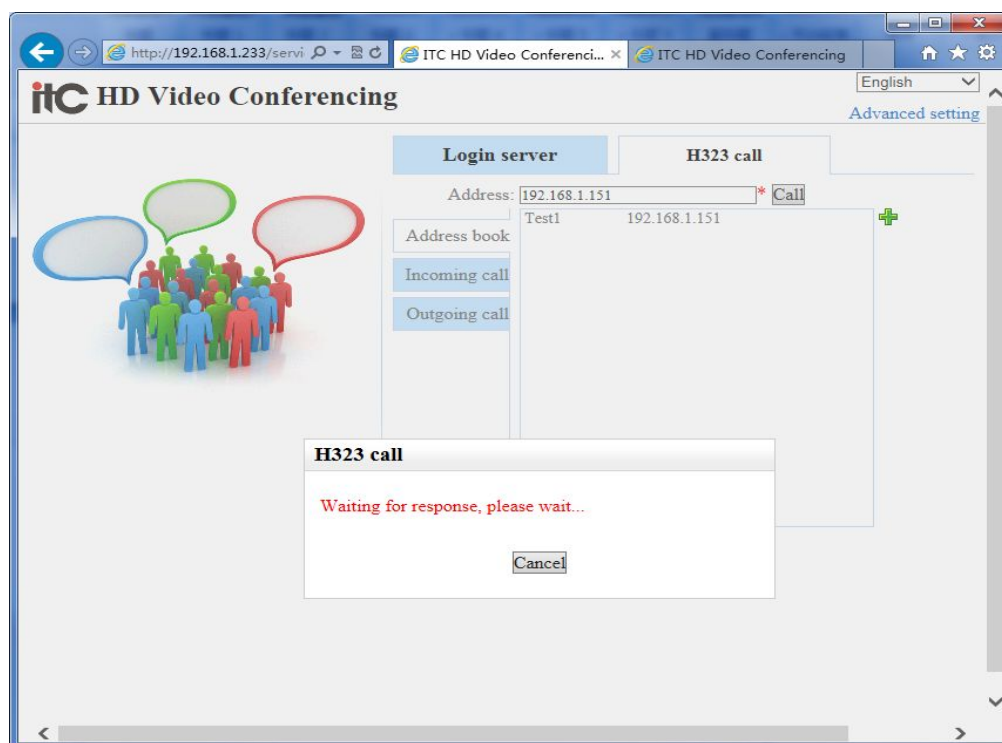 http://192.168.1.233/servi
ITC HD Video Conferenci...
ITC HD Video Conferencing
itC HD Video Conferencing
English
Advanced setting
Login server
H323 call
Address: 192.168.1.151 * Call
Test1 192.168.1.151
Address book
Incoming call
Outgoing call
H323 call
Waiting for response, please wait...
Cancel